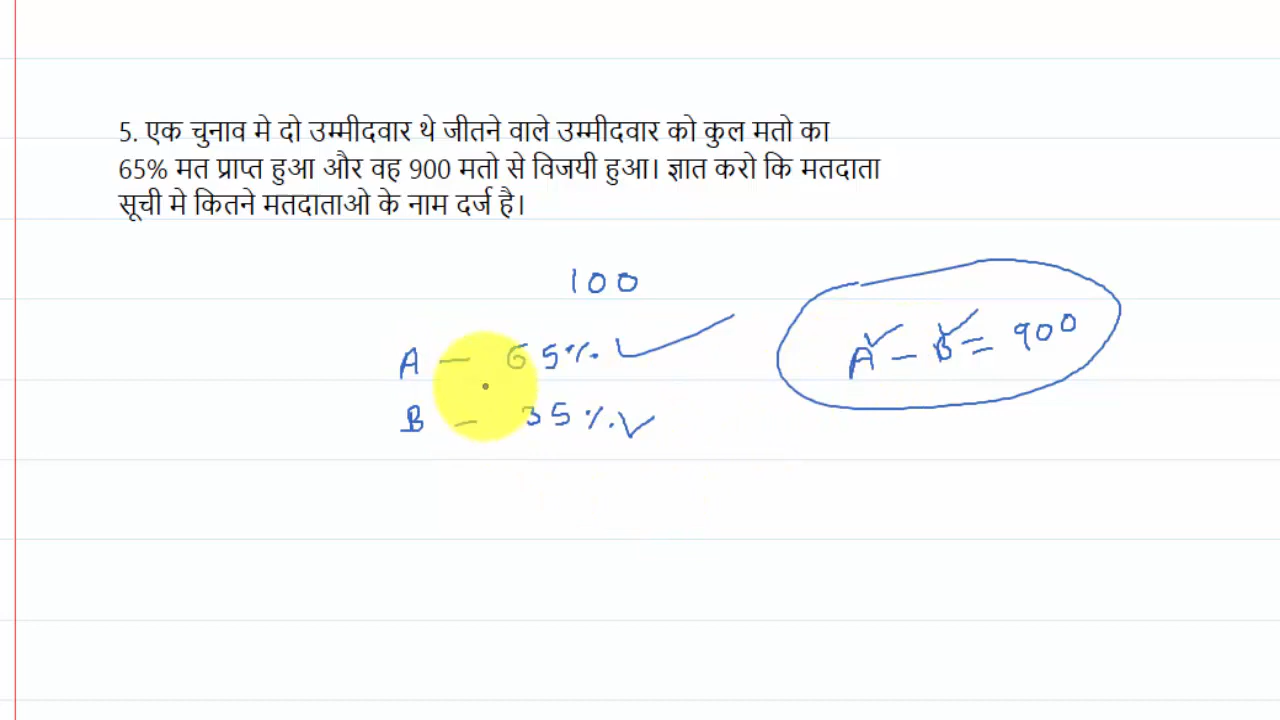 5. एक चुनाव मे दो उम्मीदवार थे जीतने वाले उम्मीदवार को कुल मतो का
65% मत प्राप्त हुआ और वह 900 मतो से विजयी हुआ। ज्ञात करो कि मतदाता
सूची मे कितने मतदाताओ के नाम दर्ज है।
100
A - 65%
B - 35%
A - B = 900